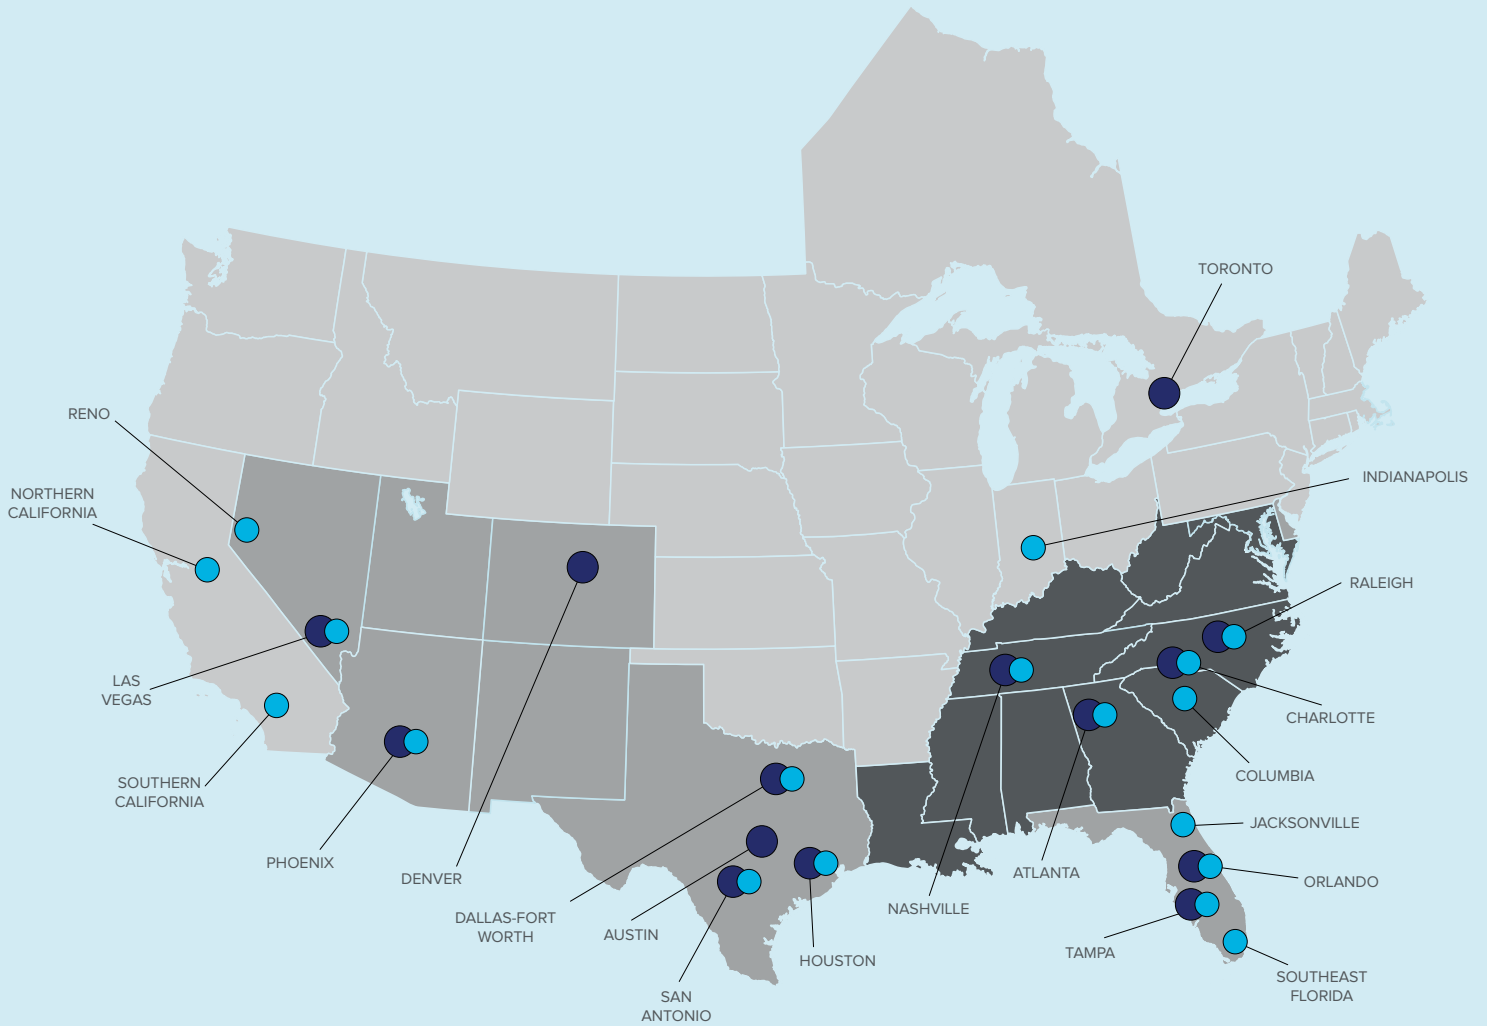 TORONTO
RENO
INDIANAPOLIS
NORTHERN
CALIFORNIA
RALEIGH
LAS
VEGAS
CHARLOTTE
SOUTHERN
CALIFORNIA
COLUMBIA
JACKSONVILLE
PHOENIX
DENVER
ATLANTA
ORLANDO
NASHVILLE
DALLAS-FORT
WORTH
AUSTIN
HOUSTON
TAMPA
SOUTHEAST
FLORIDA
SAN
ANTONIO